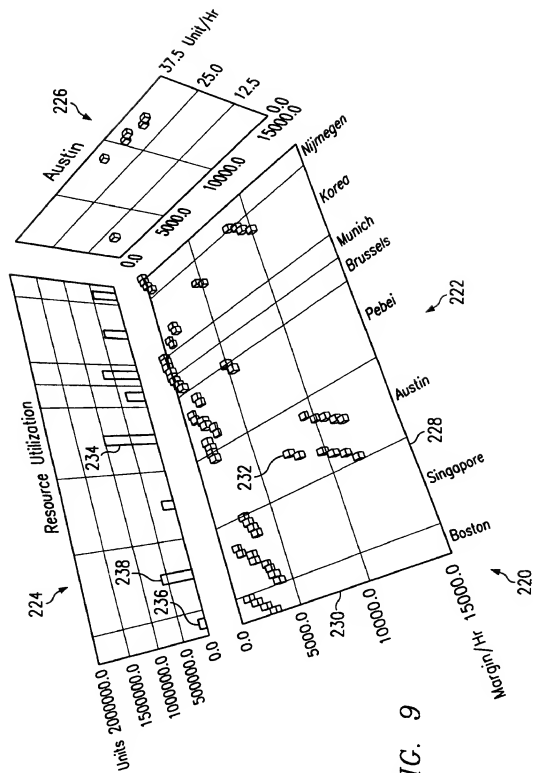 Resource Utilization
224
Units 2000000.0
1500000.0
1000000.0
500000.0
0.0
238
236
234
Austin
226
37.5 Unit/Hr
25.0
12.5
0.0
0.0
5000.0
10000.0
15000.0
Nijmegen
Korea
Munich
Brussels
Pebei
Austin
Singapore
Boston
222
228
232
230
220
0.0
5000.0
10000.0
Margin/Hr 15000.0
IG. 9